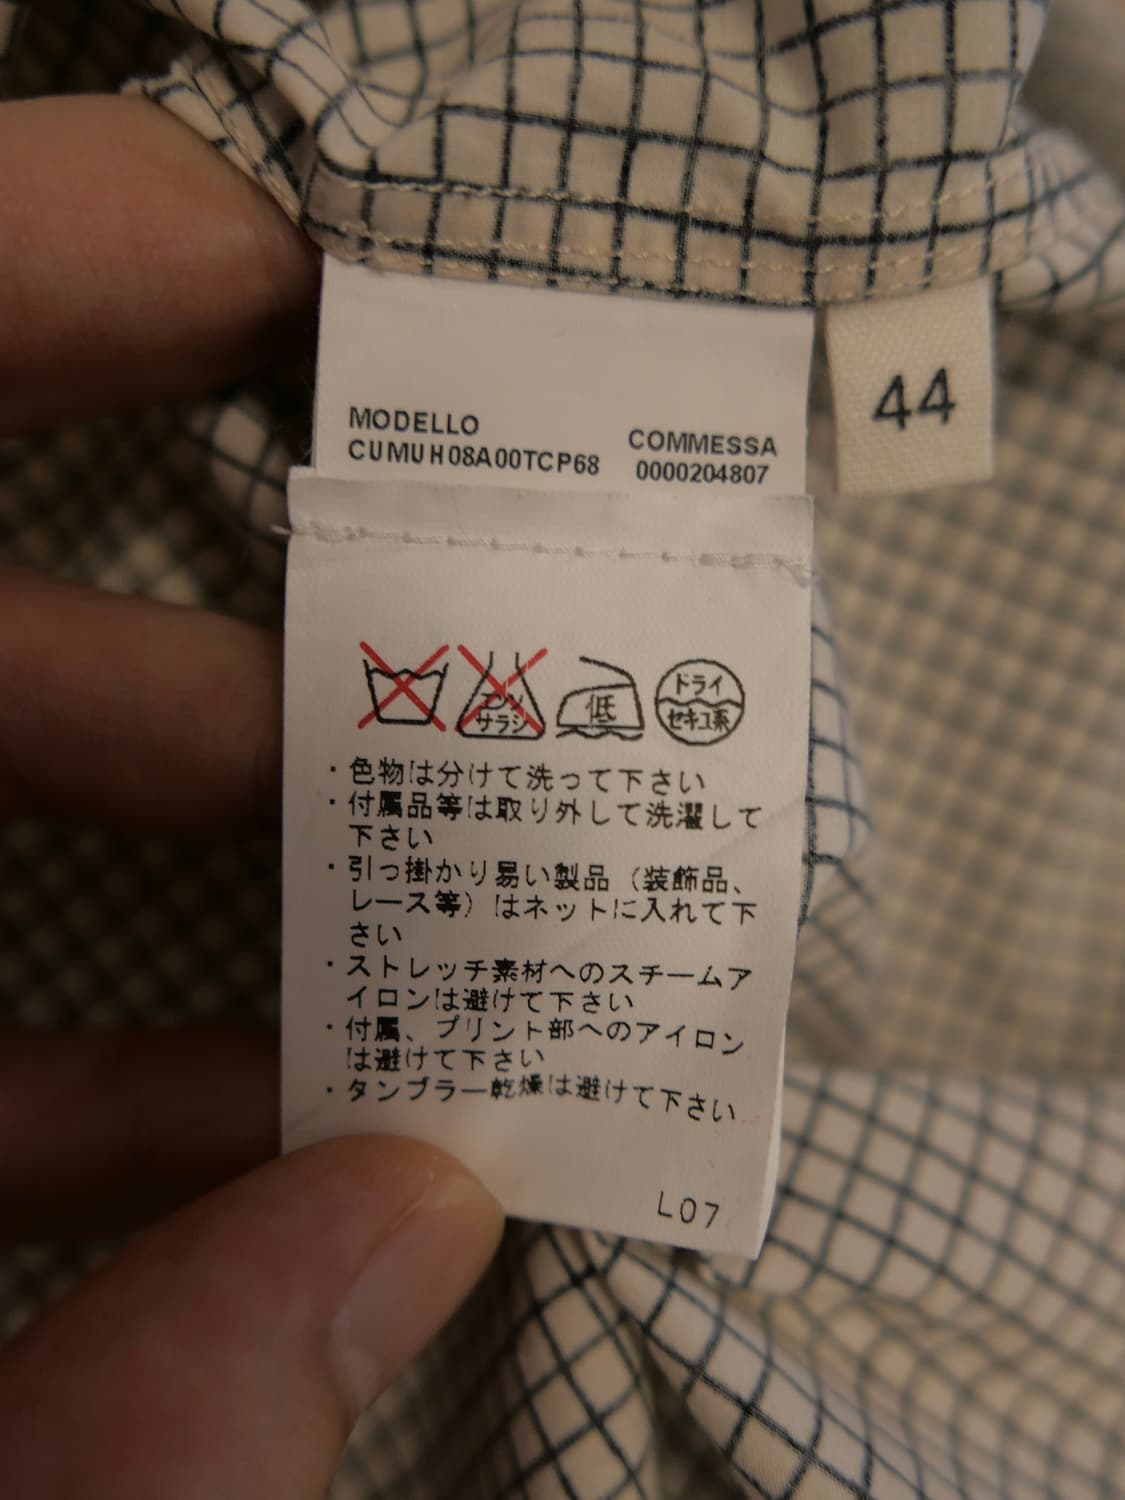 MODELLO
CUMUH08A00TCP68
COMMESSA
0000204807
44
エンソ
サラシ
低
ドライ
セキユ系
・色物は分けて洗って下さい
・付属品等は取り外して洗濯して
下さい
・引っ掛かり易い製品（装飾品、
レース等）はネットに入れて下
さい
・ストレッチ素材へのスチームア
イロンは避けて下さい
・付属、プリント部へのアイロン
は避けて下さい
・タンブラー乾燥は避けて下さい
L07